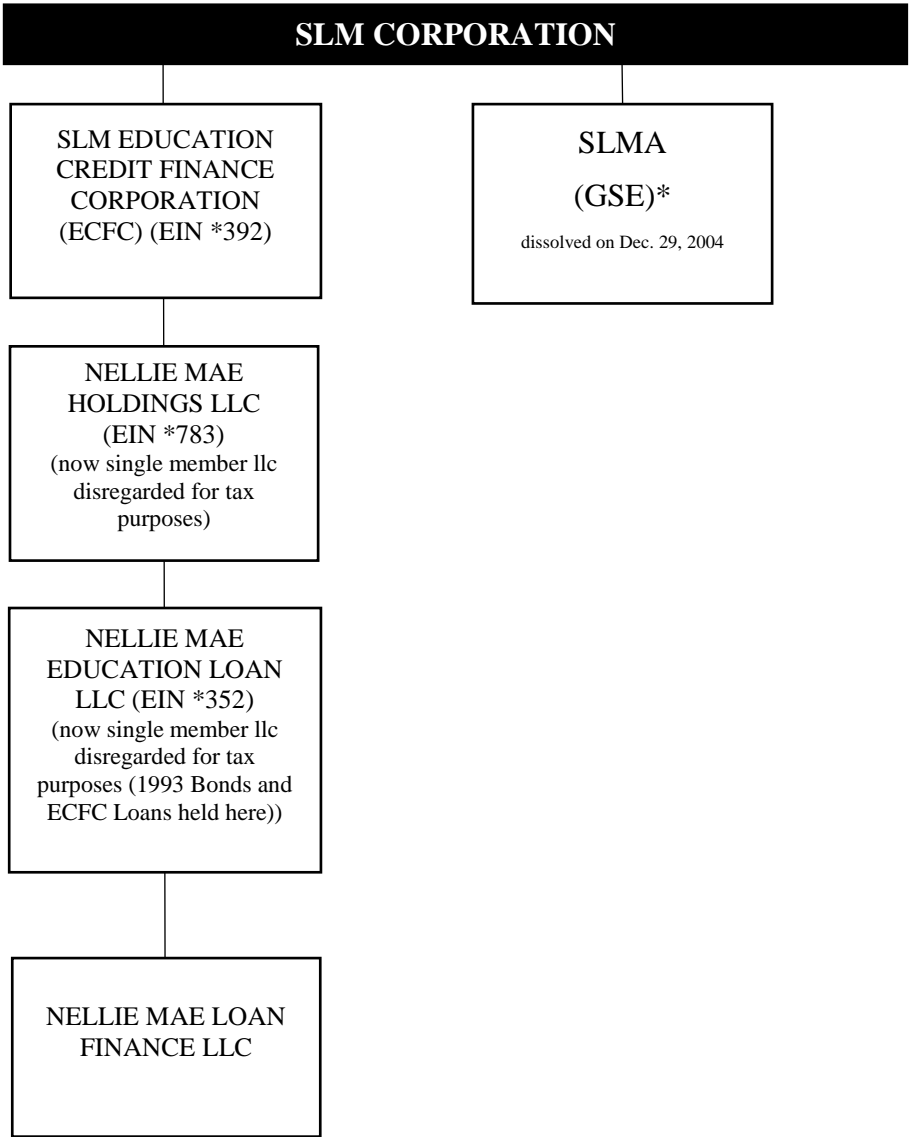 SLM CORPORATION
SLM EDUCATION
CREDIT FINANCE
CORPORATION
(ECFC) (EIN *392)
SLMA
(GSE)*
dissolved on Dec. 29, 2004
NELLIE MAE
HOLDINGS LLC
(EIN *783)
(now single member llc
disregarded for tax
purposes)
NELLIE MAE
EDUCATION LOAN
LLC (EIN *352)
(now single member llc
disregarded for tax
purposes (1993 Bonds and
ECFC Loans held here))
NELLIE MAE LOAN
FINANCE LLC